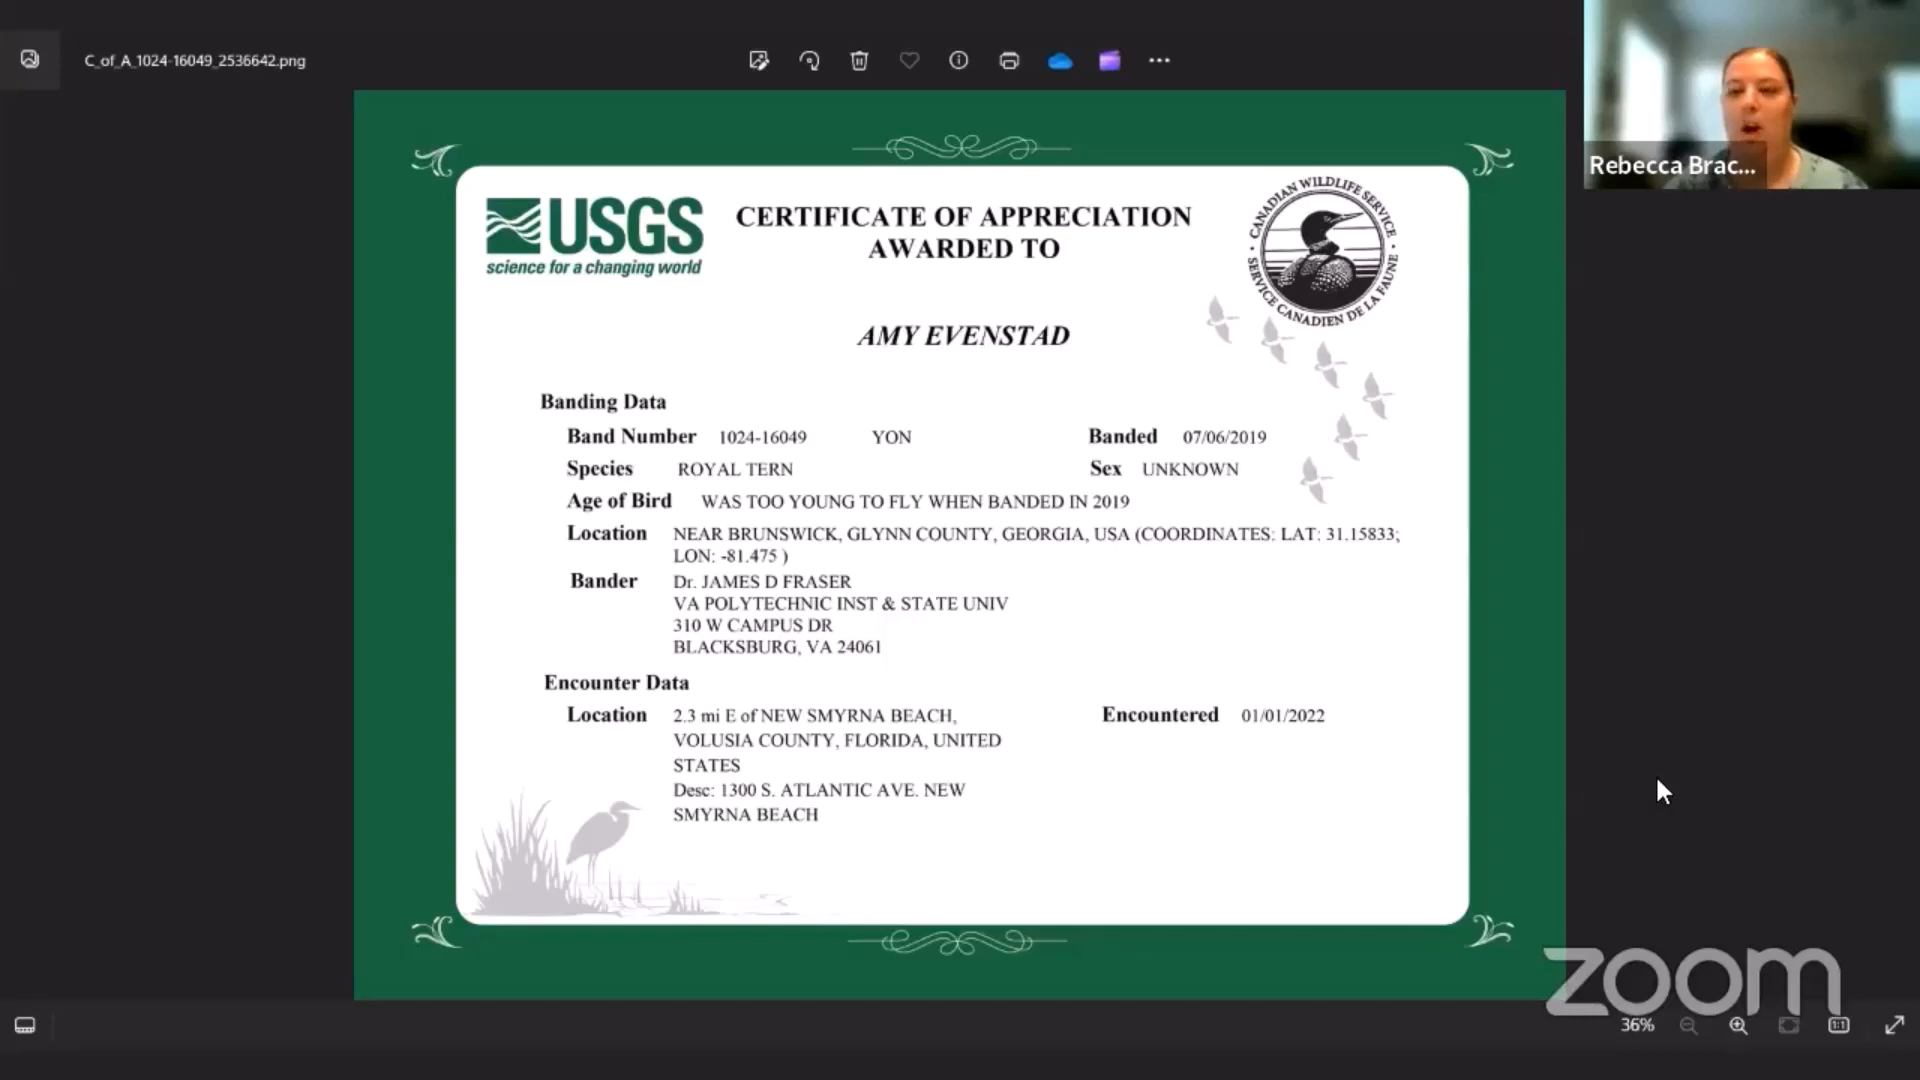 C_of_A_1024-16049_2536642.png
Rebecca Brac...
USGS
science for a changing world
CERTIFICATE OF APPRECIATION
AWARDED TO
CANADIAN WILDLIFE SERVICE
SERVICE CANADIEN DE LA FAUNE
AMY EVENSTAD
Banding Data
Band Number 1024-16049 YON Banded 07/06/2019
Species ROYAL TERN Sex UNKNOWN
Age of Bird WAS TOO YOUNG TO FLY WHEN BANDED IN 2019
Location NEAR BRUNSWICK, GLYNN COUNTY, GEORGIA, USA (COORDINATES: LAT: 31.15833;
LON: -81.475 )
Bander Dr. JAMES D FRASER
VA POLYTECHNIC INST & STATE UNIV
310 W CAMPUS DR
BLACKSBURG, VA 24061
Encounter Data
Location 2.3 mi E of NEW SMYRNA BEACH, Encountered 01/01/2022
VOLUSIA COUNTY, FLORIDA, UNITED
STATES
Desc: 1300 S. ATLANTIC AVE. NEW
SMYRNA BEACH
zoom
36% 1:1